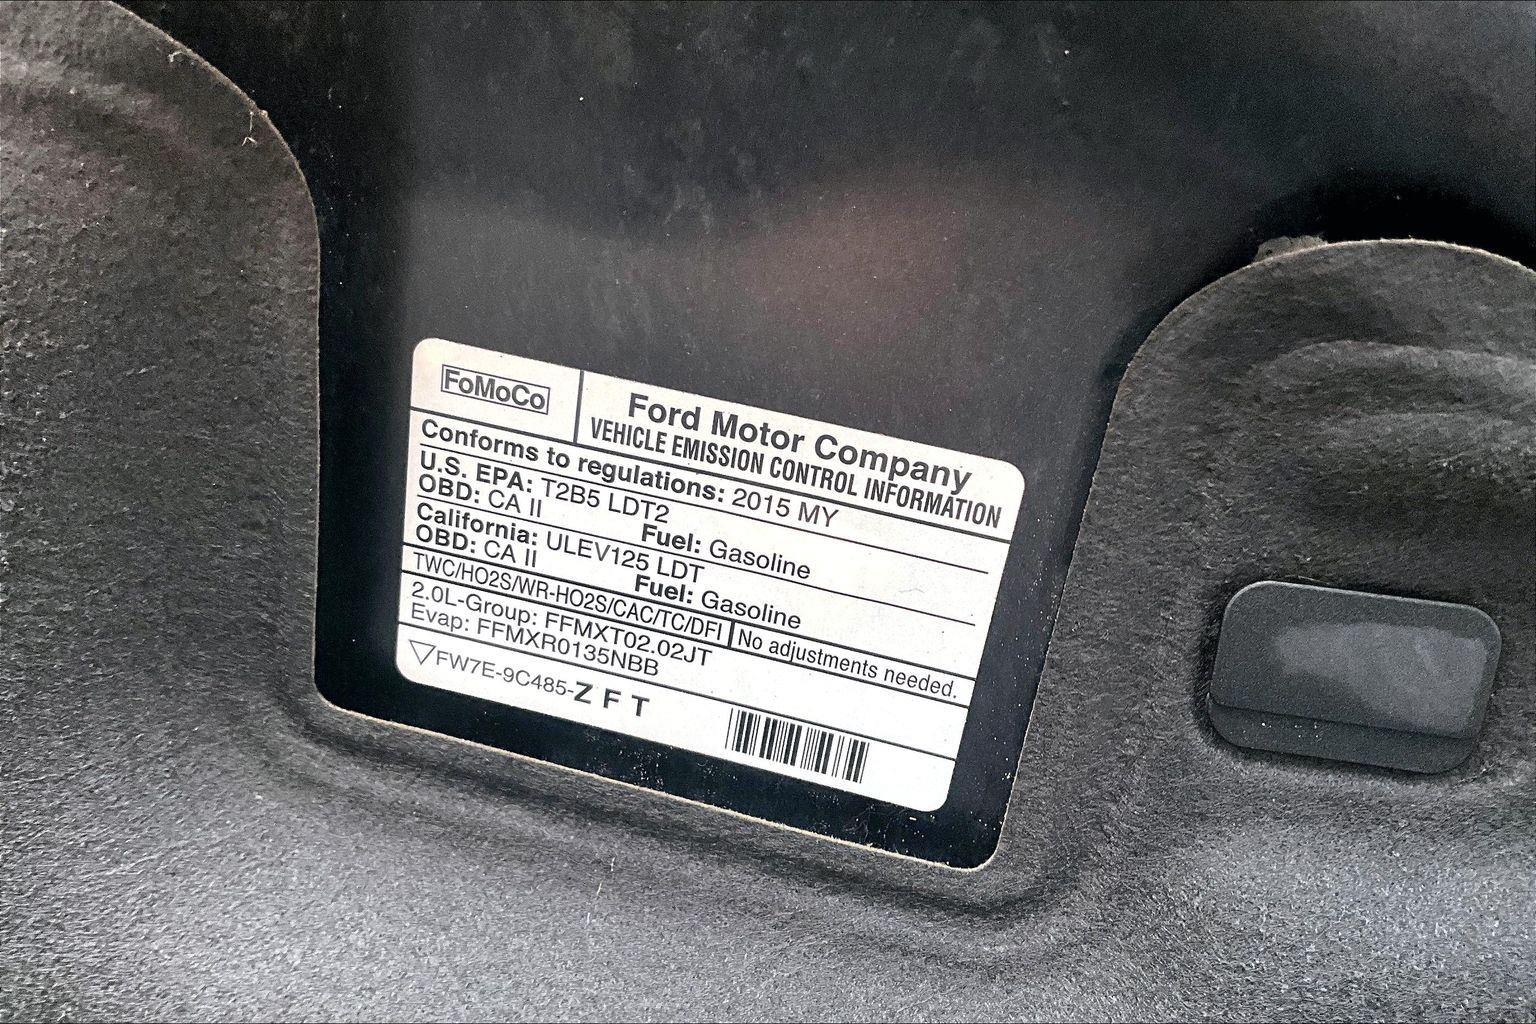 FoMoCo
Ford Motor Company
VEHICLE EMISSION CONTROL INFORMATION
Conforms to regulations: 2015 MY
U.S. EPA: T2B5 LDT2
OBD: CA II Fuel: Gasoline
California: ULEV125 LDT
OBD: CA II Fuel: Gasoline
TWC/HO2S/WR-HO2S/CAC/TC/DFI No adjustments needed.
2.0L-Group: FFMXT02.02JT
Evap: FFMXR0135NBB
FW7E-9C485-Z F T